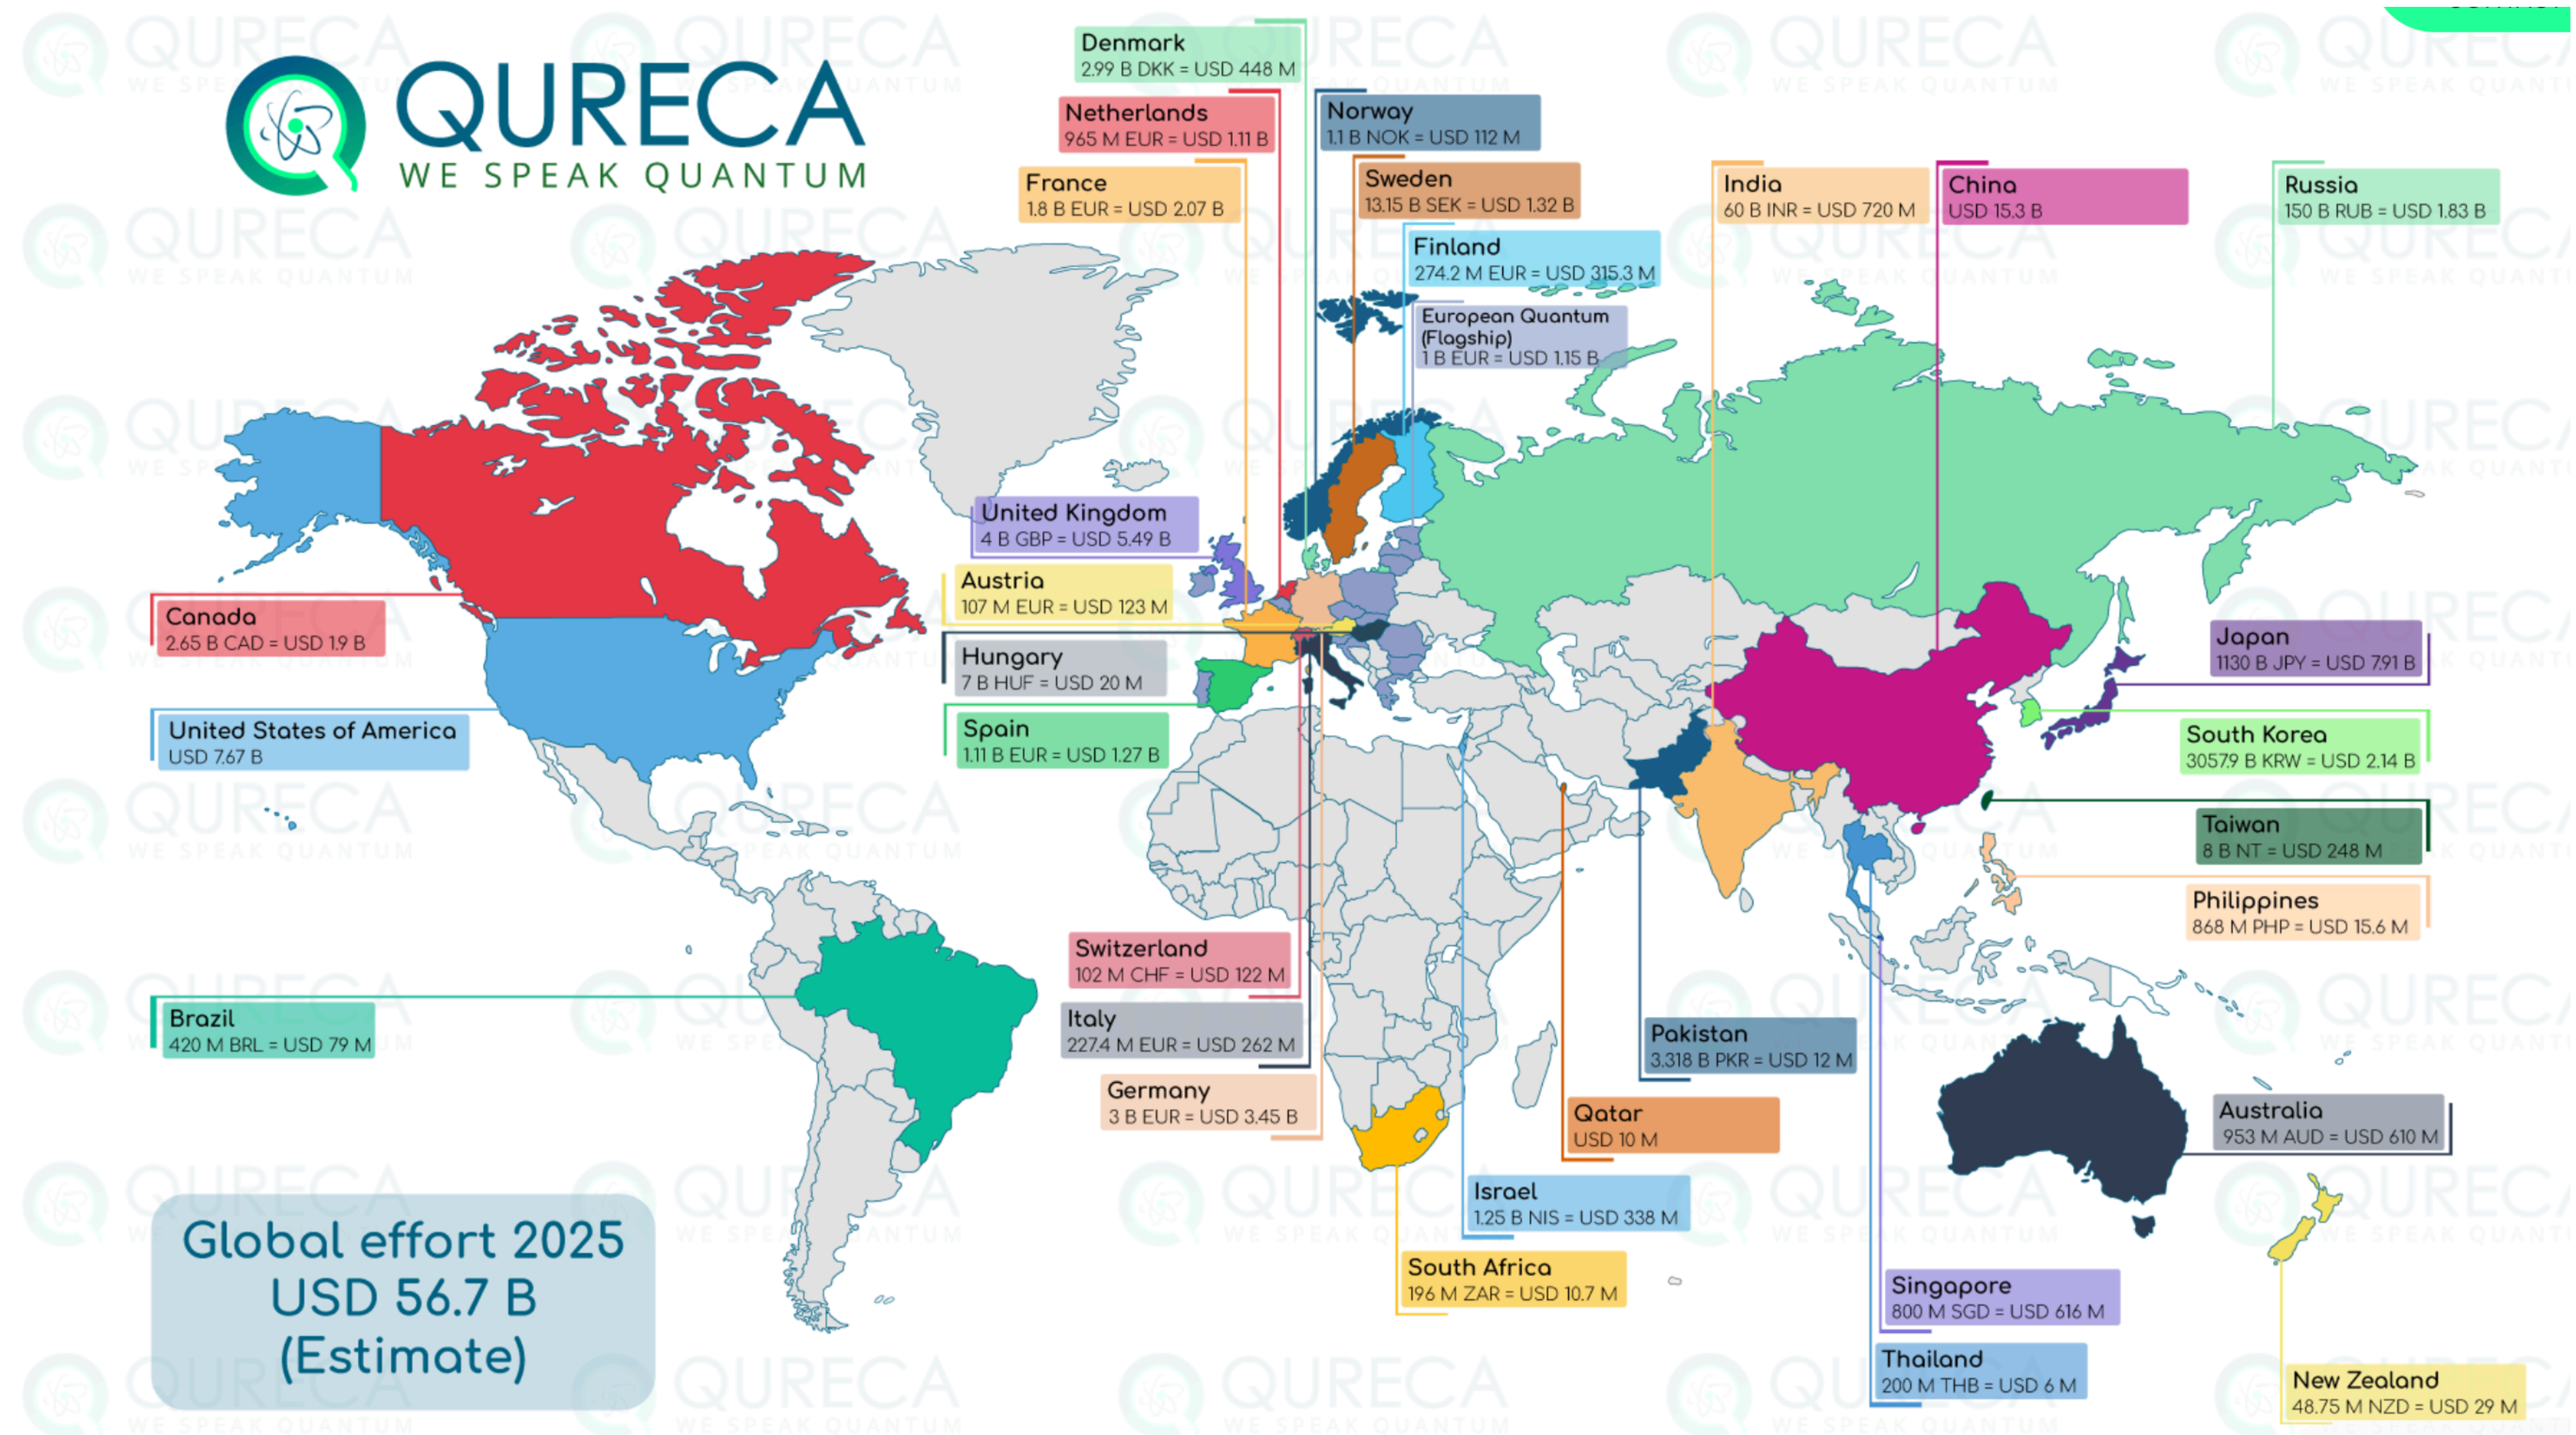 QURECA
WE SPEAK QUANTUM
Denmark
2.99 B DKK = USD 448 M
Netherlands
965 M EUR = USD 1.11 B
France
1.8 B EUR = USD 2.07 B
Norway
1.1 B NOK = USD 112 M
Sweden
13.15 B SEK = USD 1.32 B
Finland
274.2 M EUR = USD 315.3 M
European Quantum
(Flagship)
1 B EUR = USD 1.15 B
India
60 B INR = USD 720 M
China
USD 15.3 B
Russia
150 B RUB = USD 1.83 B
United Kingdom
4 B GBP = USD 5.49 B
Austria
107 M EUR = USD 123 M
Hungary
7 B HUF = USD 20 M
Spain
1.11 B EUR = USD 1.27 B
Canada
2.65 B CAD = USD 1.9 B
United States of America
USD 7.67 B
Japan
1130 B JPY = USD 7.91 B
South Korea
3057.9 B KRW = USD 2.14 B
Taiwan
8 B NT = USD 248 M
Philippines
868 M PHP = USD 15.6 M
Switzerland
102 M CHF = USD 122 M
Italy
227.4 M EUR = USD 262 M
Germany
3 B EUR = USD 3.45 B
Brazil
420 M BRL = USD 79 M
Pakistan
3.318 B PKR = USD 12 M
Qatar
USD 10 M
Israel
1.25 B NIS = USD 338 M
South Africa
196 M ZAR = USD 10.7 M
Australia
953 M AUD = USD 610 M
Singapore
800 M SGD = USD 616 M
Thailand
200 M THB = USD 6 M
New Zealand
48.75 M NZD = USD 29 M
Global effort 2025
USD 56.7 B
(Estimate)